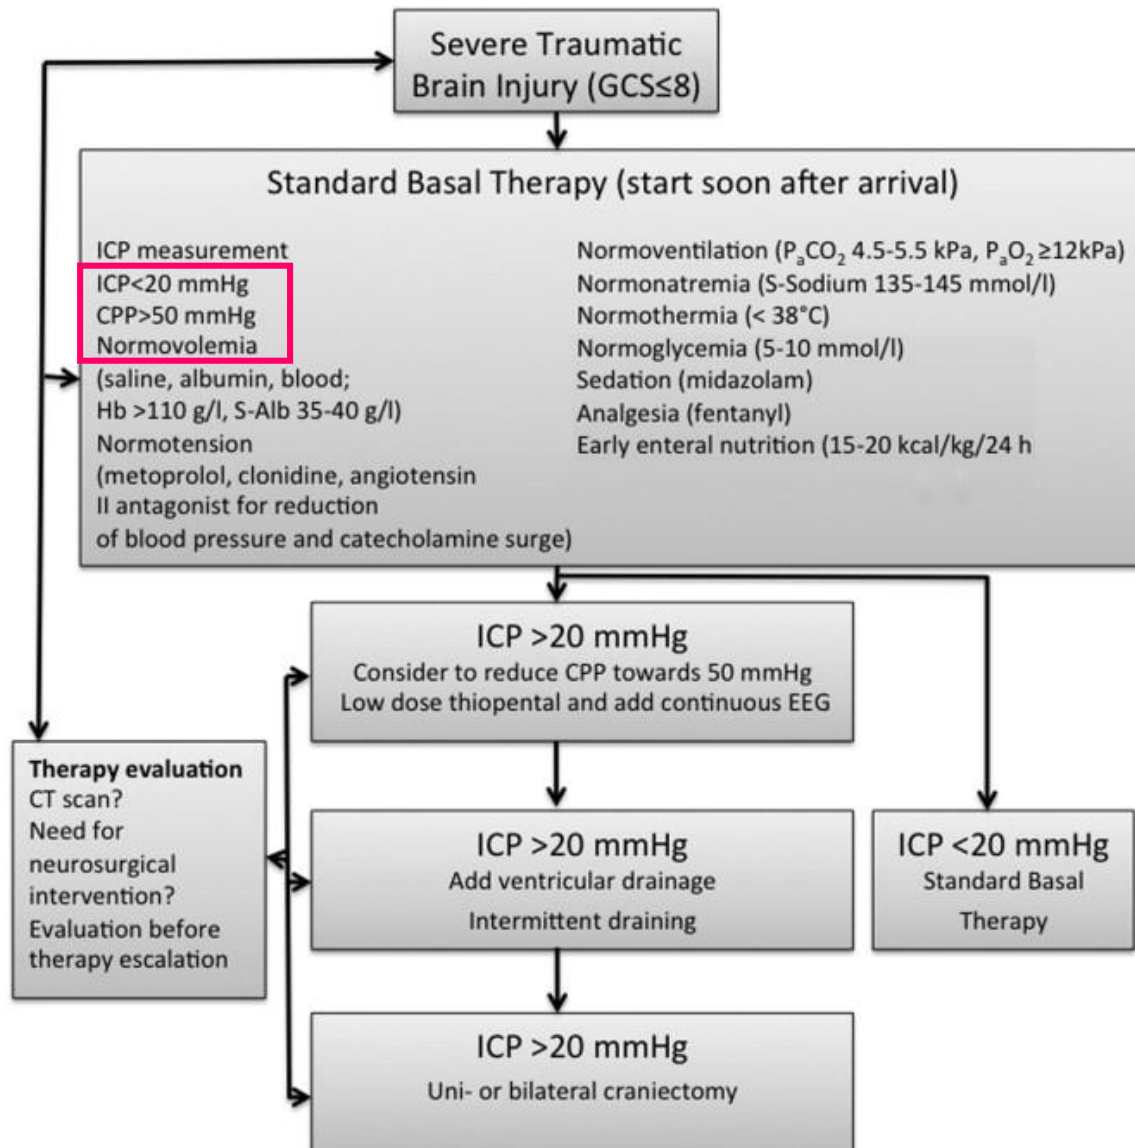 Severe Traumatic
Brain Injury (GCS≤8)
Standard Basal Therapy (start soon after arrival)
ICP measurement
ICP<20 mmHg
CPP>50 mmHg
Normovolemia
(saline, albumin, blood;
Hb >110 g/l, S-Alb 35-40 g/l)
Normotension
(metoprolol, clonidine, angiotensin
II antagonist for reduction
of blood pressure and catecholamine surge)
Normoventilation (PₐCO₂ 4.5-5.5 kPa, PₐO₂ ≥12kPa)
Normonatremia (S-Sodium 135-145 mmol/l)
Normothermia (< 38°C)
Normoglycemia (5-10 mmol/l)
Sedation (midazolam)
Analgesia (fentanyl)
Early enteral nutrition (15-20 kcal/kg/24 h
ICP >20 mmHg
Consider to reduce CPP towards 50 mmHg
Low dose thiopental and add continuous EEG
Therapy evaluation
CT scan?
Need for
neurosurgical
intervention?
Evaluation before
therapy escalation
ICP >20 mmHg
Add ventricular drainage
Intermittent draining
ICP <20 mmHg
Standard Basal
Therapy
ICP >20 mmHg
Uni- or bilateral craniectomy